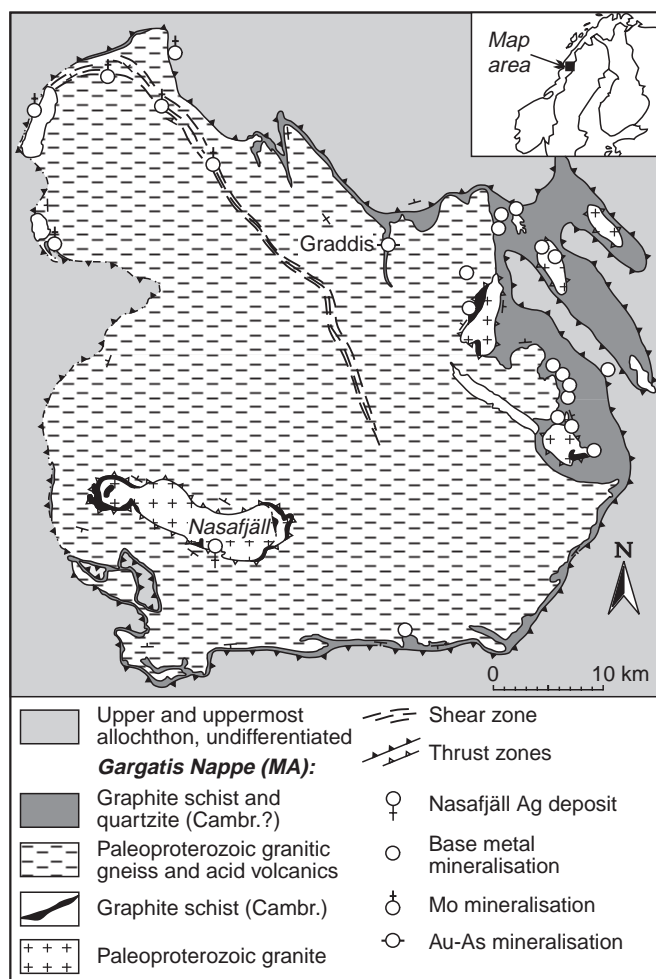 Map
area
Graddis
Nasafjäll
N
0 10 km
Upper and uppermost
allochthon, undifferentiated
Gargatis Nappe (MA):
Graphite schist and
quartzite (Cambr.?)
Paleoproterozoic granitic
gneiss and acid volcanics
Graphite schist (Cambr.)
Paleoproterozoic granite
Shear zone
Thrust zones
Nasafjäll Ag deposit
Base metal
mineralisation
Mo mineralisation
Au-As mineralisation